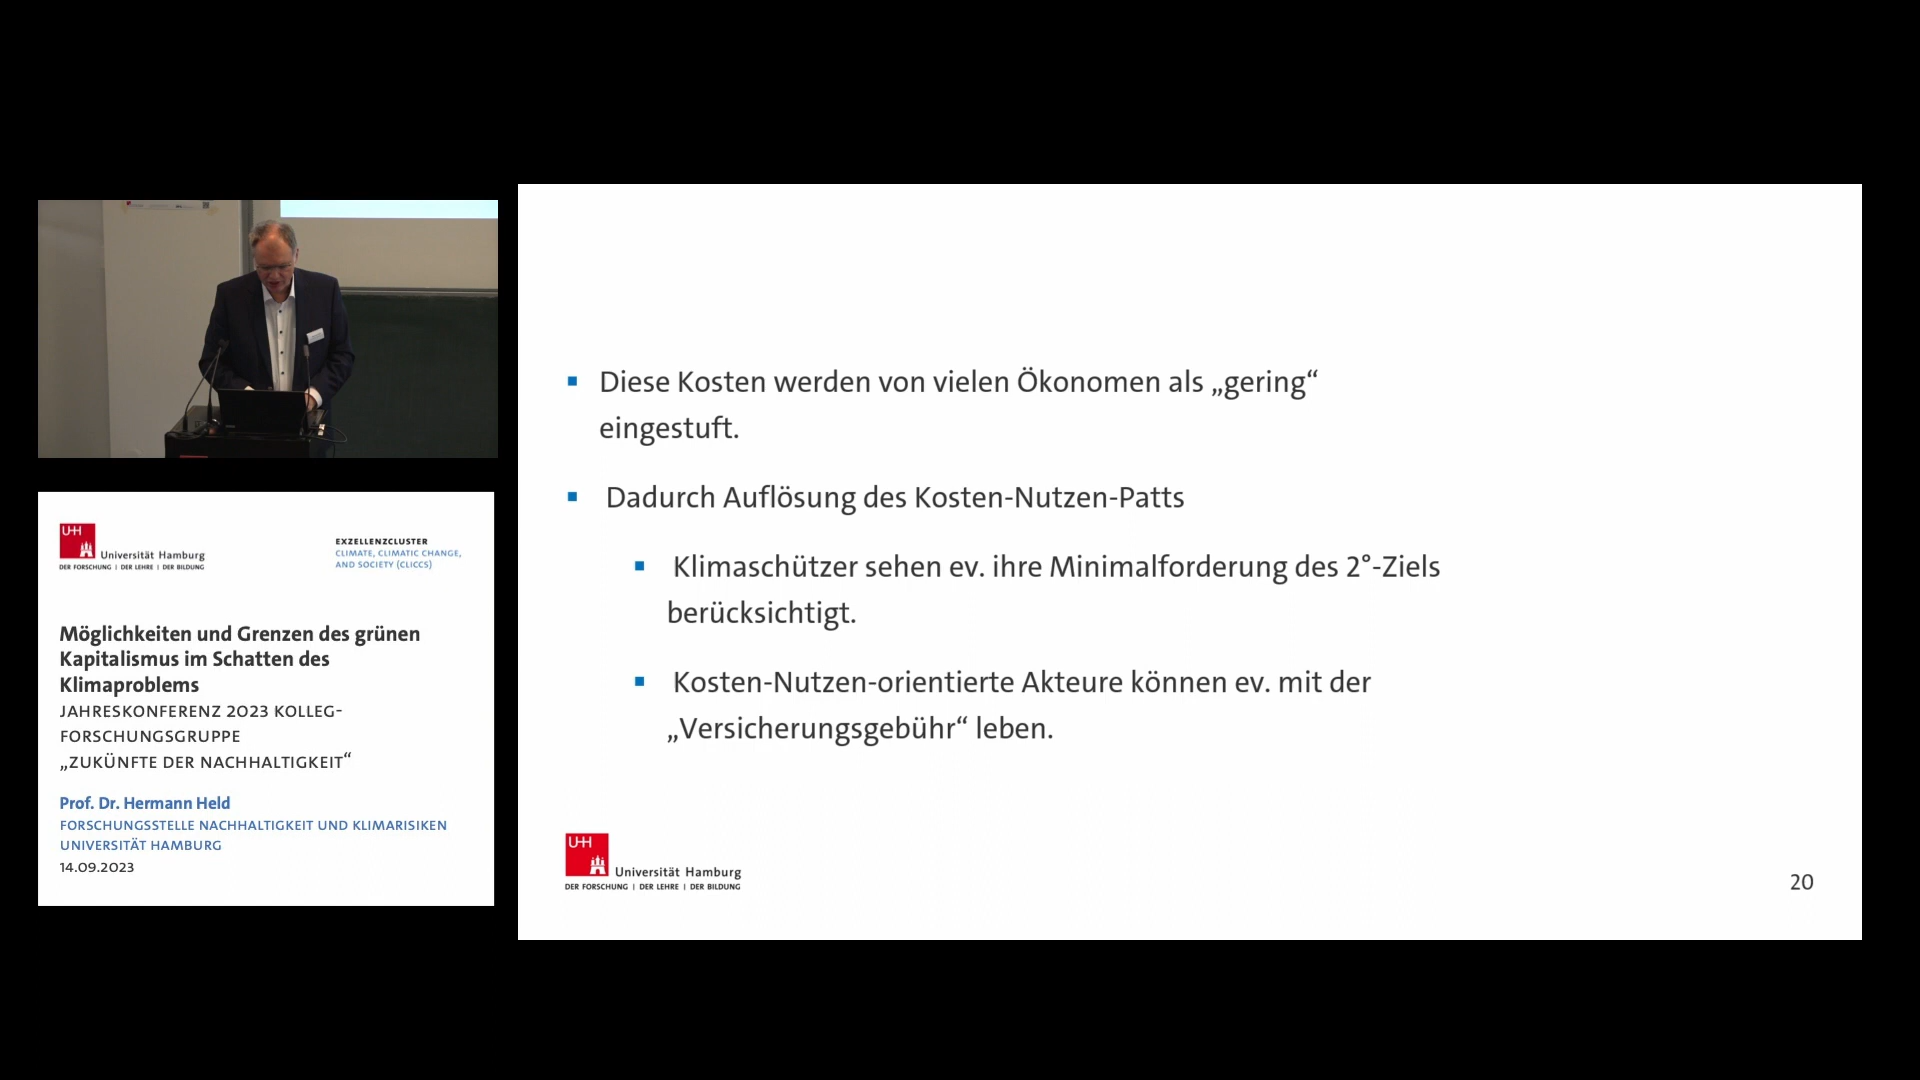 UHH
Universität Hamburg
DER FORSCHUNG | DER LEHRE | DER BILDUNG
EXZELLENZCLUSTER
CLIMATE, CLIMATIC CHANGE,
AND SOCIETY (CLICCS)
Möglichkeiten und Grenzen des grünen
Kapitalismus im Schatten des
Klimaproblems
JAHRESKONFERENZ 2023 KOLLEG-
FORSCHUNGSGRUPPE
„ZUKÜNFTE DER NACHHALTIGKEIT“
Prof. Dr. Hermann Held
FORSCHUNGSSTELLE NACHHALTIGKEIT UND KLIMARISIKEN
UNIVERSITÄT HAMBURG
14.09.2023
▪ Diese Kosten werden von vielen Ökonomen als „gering“
eingestuft.
▪ Dadurch Auflösung des Kosten-Nutzen-Patts
▪ Klimaschützer sehen ev. ihre Minimalforderung des 2°-Ziels
berücksichtigt.
▪ Kosten-Nutzen-orientierte Akteure können ev. mit der
„Versicherungsgebühr“ leben.
UHH
Universität Hamburg
DER FORSCHUNG | DER LEHRE | DER BILDUNG
20